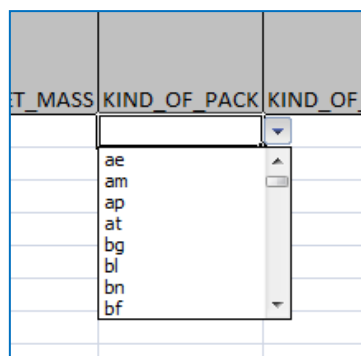 ET_MASS KIND_OF_PACK KIND_OF_
ae
am
ap
at
bg
bl
bn
bf